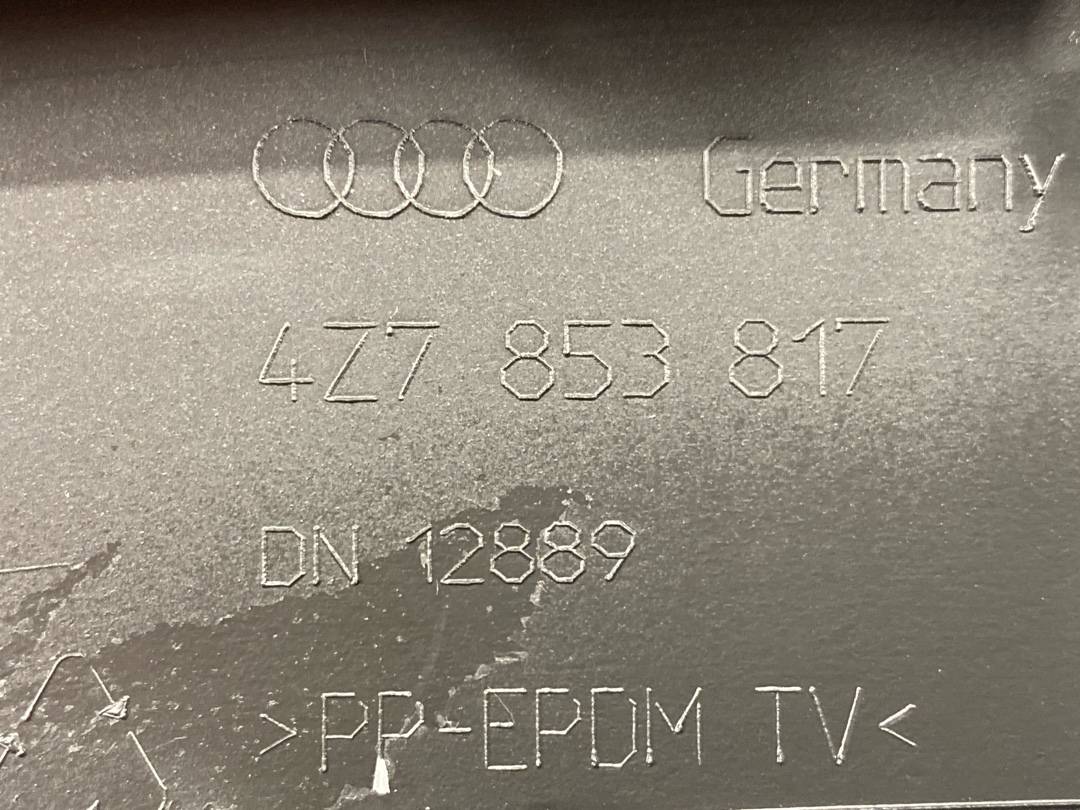 Germany
4Z7 853 817
DN 12889
>PP-EPDM TV<